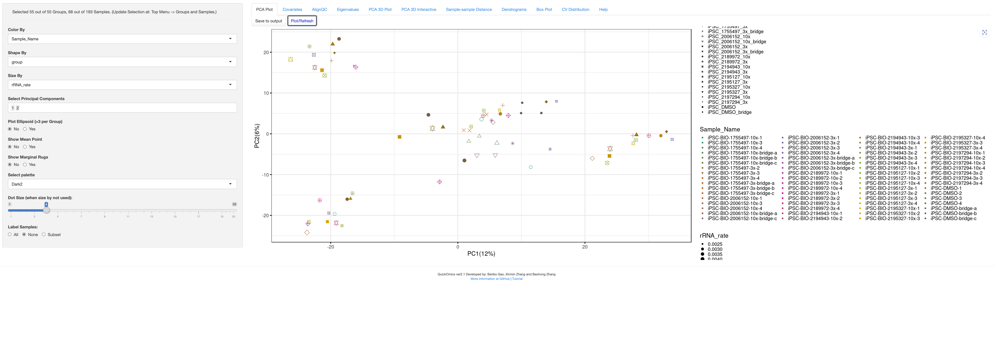 Selected 55 out of 55 Groups, 68 out of 193 Samples. (Update Selection at: Top Menu -> Groups and Samples.)
Color By
Sample_Name
Shape By
group
Size By
rRNA_rate
Select Principal Components
1 2
Plot Ellipsoid (>3 per Group)
No Yes
Show Mean Point
No Yes
Show Marginal Rugs
No Yes
Select palette
Dark2
Dot Size (when size by not used):
1 4 20
1 3 5 7 9 11 13 15 17 19 20
Label Samples:
All None Subset
PCA Plot Covariates AlignQC Eigenvalues PCA 3D Plot PCA 3D Interactive Sample-sample Distance Dendrograms Box Plot CV Distribution Help
Save to output Plot/Refresh
20
10
0
-10
-20
PC2(6%)
-20 0 20
PC1(12%)
iPSC_1755497_3x
iPSC_1755497_3x_bridge
iPSC_2006152_10x
iPSC_2006152_10x_bridge
iPSC_2006152_3x
iPSC_2006152_3x_bridge
iPSC_2189972_10x
iPSC_2189972_3x
iPSC_2194943_10x
iPSC_2194943_3x
iPSC_2195127_10x
iPSC_2195127_3x
iPSC_2195327_10x
iPSC_2195327_3x
iPSC_2197294_10x
iPSC_2197294_3x
iPSC_DMSO
iPSC_DMSO_bridge
Sample_Name
iPSC-BIO-1755497-10x-1 iPSC-BIO-2006152-3x-1 iPSC-BIO-2194943-10x-3 iPSC-BIO-2195327-10x-4
iPSC-BIO-1755497-10x-3 iPSC-BIO-2006152-3x-2 iPSC-BIO-2194943-10x-4 iPSC-BIO-2195327-3x-3
iPSC-BIO-1755497-10x-4 iPSC-BIO-2006152-3x-3 iPSC-BIO-2194943-3x-1 iPSC-BIO-2195327-3x-4
iPSC-BIO-1755497-10x-bridge-a iPSC-BIO-2006152-3x-4 iPSC-BIO-2194943-3x-2 iPSC-BIO-2197294-10x-1
iPSC-BIO-1755497-10x-bridge-b iPSC-BIO-2006152-3x-bridge-a iPSC-BIO-2194943-3x-3 iPSC-BIO-2197294-10x-2
iPSC-BIO-1755497-10x-bridge-c iPSC-BIO-2006152-3x-bridge-b iPSC-BIO-2194943-3x-4 iPSC-BIO-2197294-10x-3
iPSC-BIO-1755497-3x-2 iPSC-BIO-2006152-3x-bridge-c iPSC-BIO-2195127-10x-1 iPSC-BIO-2197294-10x-4
iPSC-BIO-1755497-3x-3 iPSC-BIO-2189972-10x-1 iPSC-BIO-2195127-10x-2 iPSC-BIO-2197294-3x-2
iPSC-BIO-1755497-3x-4 iPSC-BIO-2189972-10x-2 iPSC-BIO-2195127-10x-3 iPSC-BIO-2197294-3x-3
iPSC-BIO-1755497-3x-bridge-a iPSC-BIO-2189972-10x-3 iPSC-BIO-2195127-10x-4 iPSC-BIO-2197294-3x-4
iPSC-BIO-1755497-3x-bridge-b iPSC-BIO-2189972-10x-4 iPSC-BIO-2195127-3x-1 iPSC-DMSO-1
iPSC-BIO-1755497-3x-bridge-c iPSC-BIO-2189972-3x-1 iPSC-BIO-2195127-3x-2 iPSC-DMSO-2
iPSC-BIO-2006152-10x-1 iPSC-BIO-2189972-3x-2 iPSC-BIO-2195127-3x-3 iPSC-DMSO-3
iPSC-BIO-2006152-10x-3 iPSC-BIO-2189972-3x-3 iPSC-BIO-2195127-3x-4 iPSC-DMSO-4
iPSC-BIO-2006152-10x-4 iPSC-BIO-2189972-3x-4 iPSC-BIO-2195327-10x-1 iPSC-DMSO-bridge-a
iPSC-BIO-2006152-10x-bridge-a iPSC-BIO-2194943-10x-1 iPSC-BIO-2195327-10x-2 iPSC-DMSO-bridge-b
iPSC-BIO-2006152-10x-bridge-c iPSC-BIO-2194943-10x-2 iPSC-BIO-2195327-10x-3 iPSC-DMSO-bridge-c
rRNA_rate
0.0025
0.0030
0.0035
0.0040
QuickOmics ver2.1 Developed by: Benbo Gao, Xinmin Zhang and Baohong Zhang
More information at GitHub | Tutorial